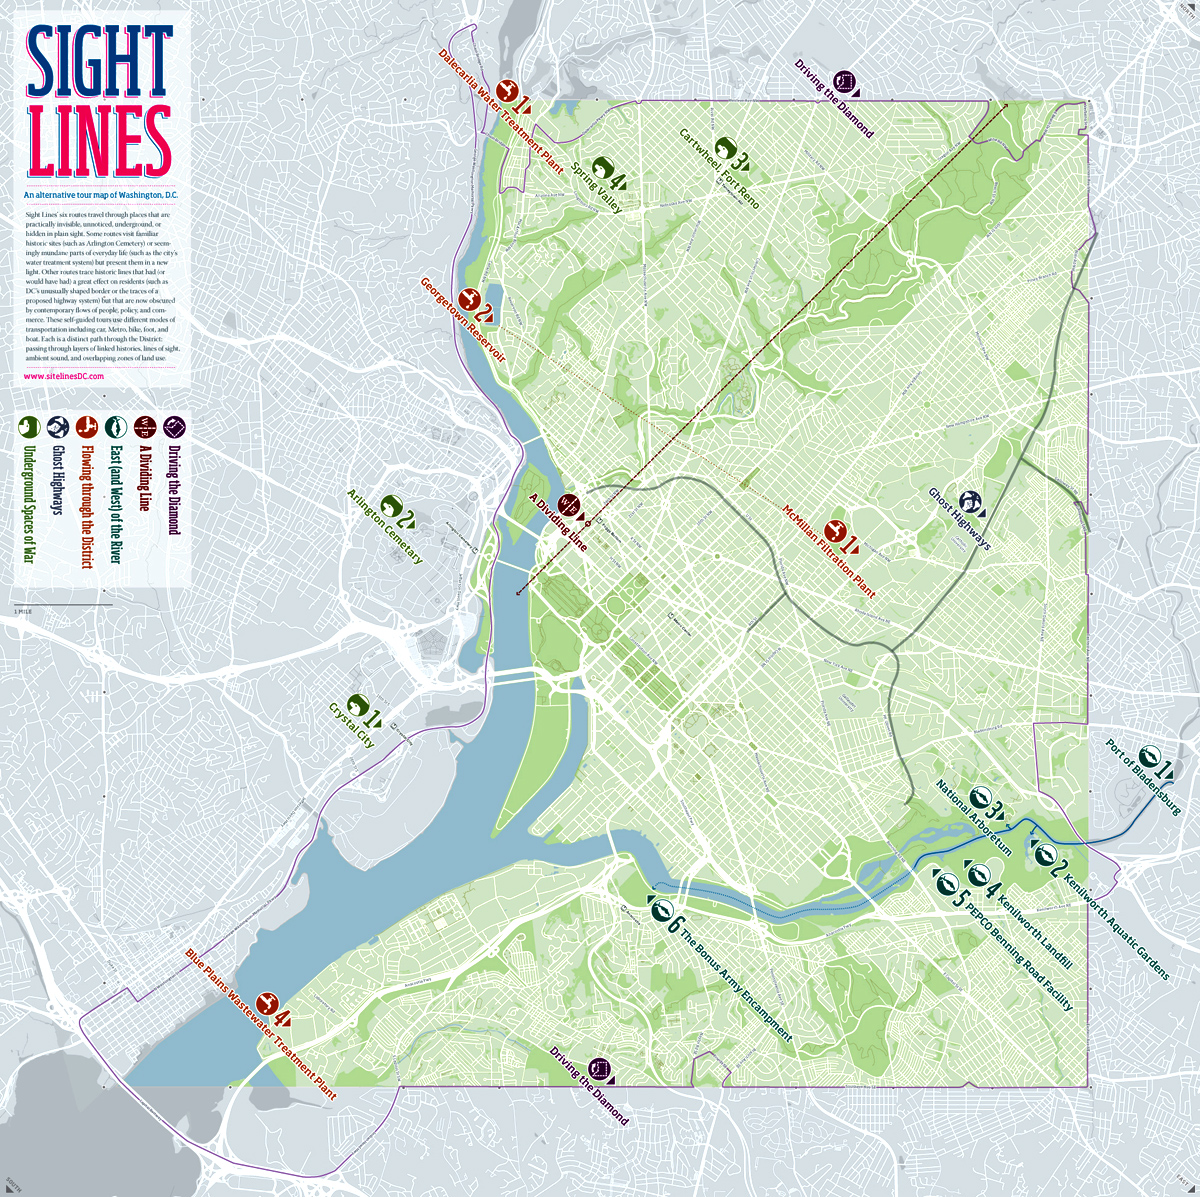 SIGHT
LINES
An alternative tour map of Washington, D.C.
Sight Lines' six routes travel through places that are
practically invisible, unnoticed, underground, or
hidden in plain sight. Some routes visit familiar
historic sites (such as Arlington Cemetery) or seem-
ingly mundane parts of everyday life (such as the city's
water treatment system) but present them in a new
light. Other routes trace historic lines that had (or
would have had) a great effect on residents (such as
DC's unusually shaped border or the traces of a
proposed highway system) but that are now obscured
by contemporary flows of people, policy, and com-
merce. These self-guided tours use different modes of
transportation including car, Metro, bike, foot, and
boat. Each is a distinct path through the District:
passing through layers of linked histories, lines of sight,
ambient sound, and overlapping zones of land use.
www.sitelinesDC.com
Driving the Diamond
A Dividing Line
East (and West) of the River
Flowing through the District
Ghost Highways
Underground Spaces of War
1 MILE
NORTH
SOUTH
EAST
1
Dalecarlia Water Treatment Plant
4
Spring Valley
3
Cartwheel, Fort Reno
Driving the Diamond
2
Georgetown Reservoir
2
Arlington Cemetary
W E
A Dividing Line
1
McMillan Filtration Plant
Ghost Highways
1
Crystal City
1
Port of Bladensburg
3
National Arboretum
2 Kenilworth Aquatic Gardens
4 Kenilworth Landfill
5 PEPCO Benning Road Facility
6 The Bonus Army Encampment
4
Blue Plains Wastewater Treatment Plant
Driving the Diamond